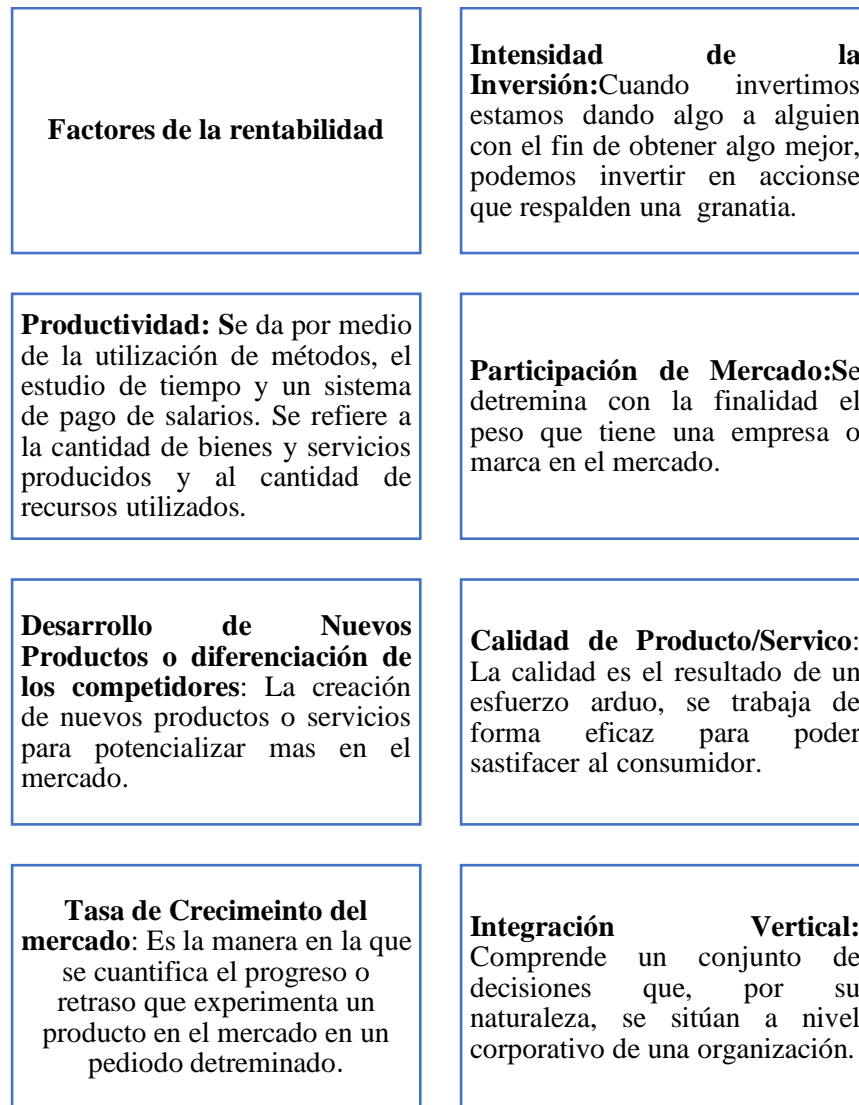 Factores de la rentabilidad
Intensidad de la
Inversión:Cuando invertimos
estamos dando algo a alguien
con el fin de obtener algo mejor,
podemos invertir en accionse
que respalden una granatia.
Productividad: Se da por medio
de la utilización de métodos, el
estudio de tiempo y un sistema
de pago de salarios. Se refiere a
la cantidad de bienes y servicios
producidos y al cantidad de
recursos utilizados.
Participación de Mercado:Se
detremina con la finalidad el
peso que tiene una empresa o
marca en el mercado.
Desarrollo de Nuevos
Productos o diferenciación de
los competidores: La creación
de nuevos productos o servicios
para potencializar mas en el
mercado.
Calidad de Producto/Servico:
La calidad es el resultado de un
esfuerzo arduo, se trabaja de
forma eficaz para poder
sastifacer al consumidor.
Tasa de Crecimeinto del
mercado: Es la manera en la que
se cuantifica el progreso o
retraso que experimenta un
producto en el mercado en un
pediodo detreminado.
Integración Vertical:
Comprende un conjunto de
decisiones que, por su
naturaleza, se sitúan a nivel
corporativo de una organización.